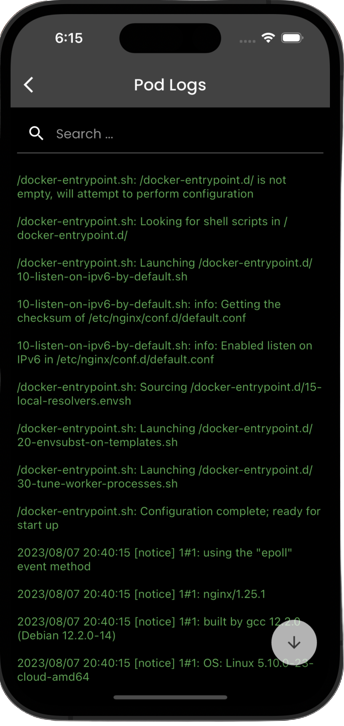 6:15
Pod Logs
Search ...
/docker-entrypoint.sh: /docker-entrypoint.d/ is not
empty, will attempt to perform configuration
/docker-entrypoint.sh: Looking for shell scripts in /
docker-entrypoint.d/
/docker-entrypoint.sh: Launching /docker-entrypoint.d/
10-listen-on-ipv6-by-default.sh
10-listen-on-ipv6-by-default.sh: info: Getting the
checksum of /etc/nginx/conf.d/default.conf
10-listen-on-ipv6-by-default.sh: info: Enabled listen on
IPv6 in /etc/nginx/conf.d/default.conf
/docker-entrypoint.sh: Sourcing /docker-entrypoint.d/15-
local-resolvers.envsh
/docker-entrypoint.sh: Launching /docker-entrypoint.d/
20-envsubst-on-templates.sh
/docker-entrypoint.sh: Launching /docker-entrypoint.d/
30-tune-worker-processes.sh
/docker-entrypoint.sh: Configuration complete; ready for
start up
2023/08/07 20:40:15 [notice] 1#1: using the "epoll"
event method
2023/08/07 20:40:15 [notice] 1#1: nginx/1.25.1
2023/08/07 20:40:15 [notice] 1#1: built by gcc 12.2.0
(Debian 12.2.0-14)
2023/08/07 20:40:15 [notice] 1#1: OS: Linux 5.10.0-23-
cloud-amd64